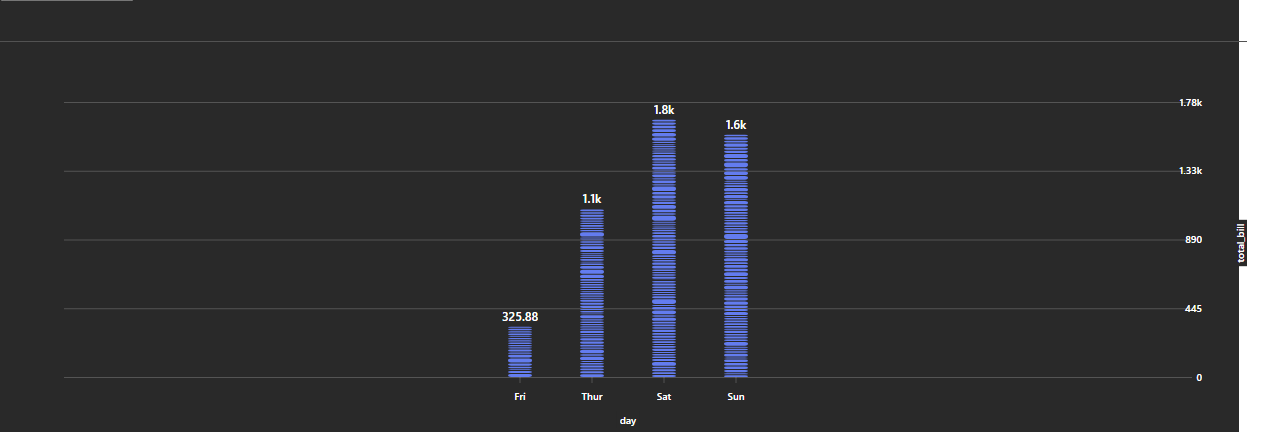 1.78k
1.8k
1.6k
1.33k
1.1k
890
total_bill
445
325.88
0
Fri Thur Sat Sun
day